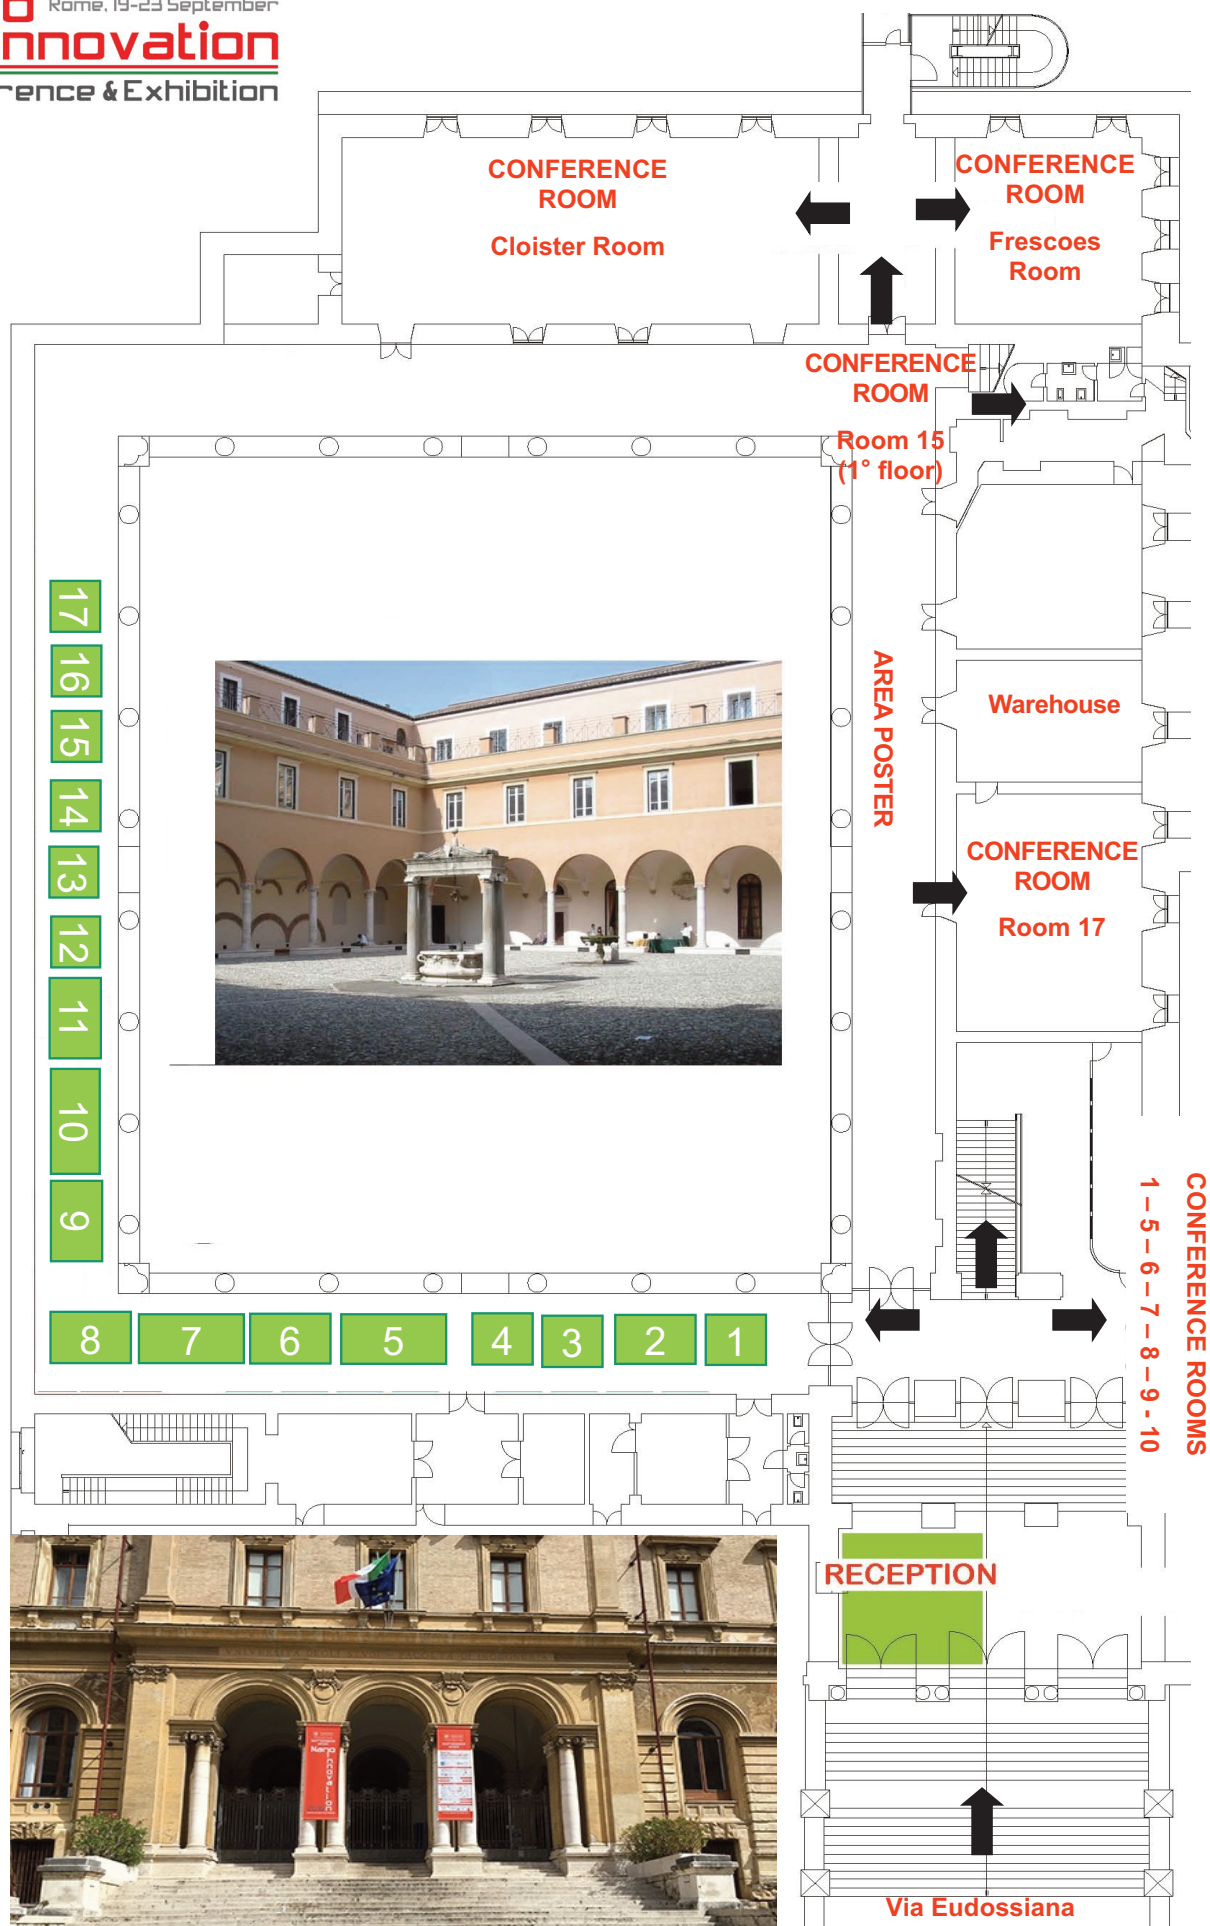 Rome, 19-23 September
nnovation
rence & Exhibition
CONFERENCE
ROOM
Cloister Room
CONFERENCE
ROOM
Frescoes
Room
CONFERENCE
ROOM
Room 15
(1° floor)
17
16
15
14
13
12
11
10
9
AREA POSTER
Warehouse
CONFERENCE
ROOM
Room 17
CONFERENCE ROOMS
1 – 5 – 6 – 7 – 8 – 9 - 10
8
7
6
5
4
3
2
1
RECEPTION
Nano
innovation
Via Eudossiana